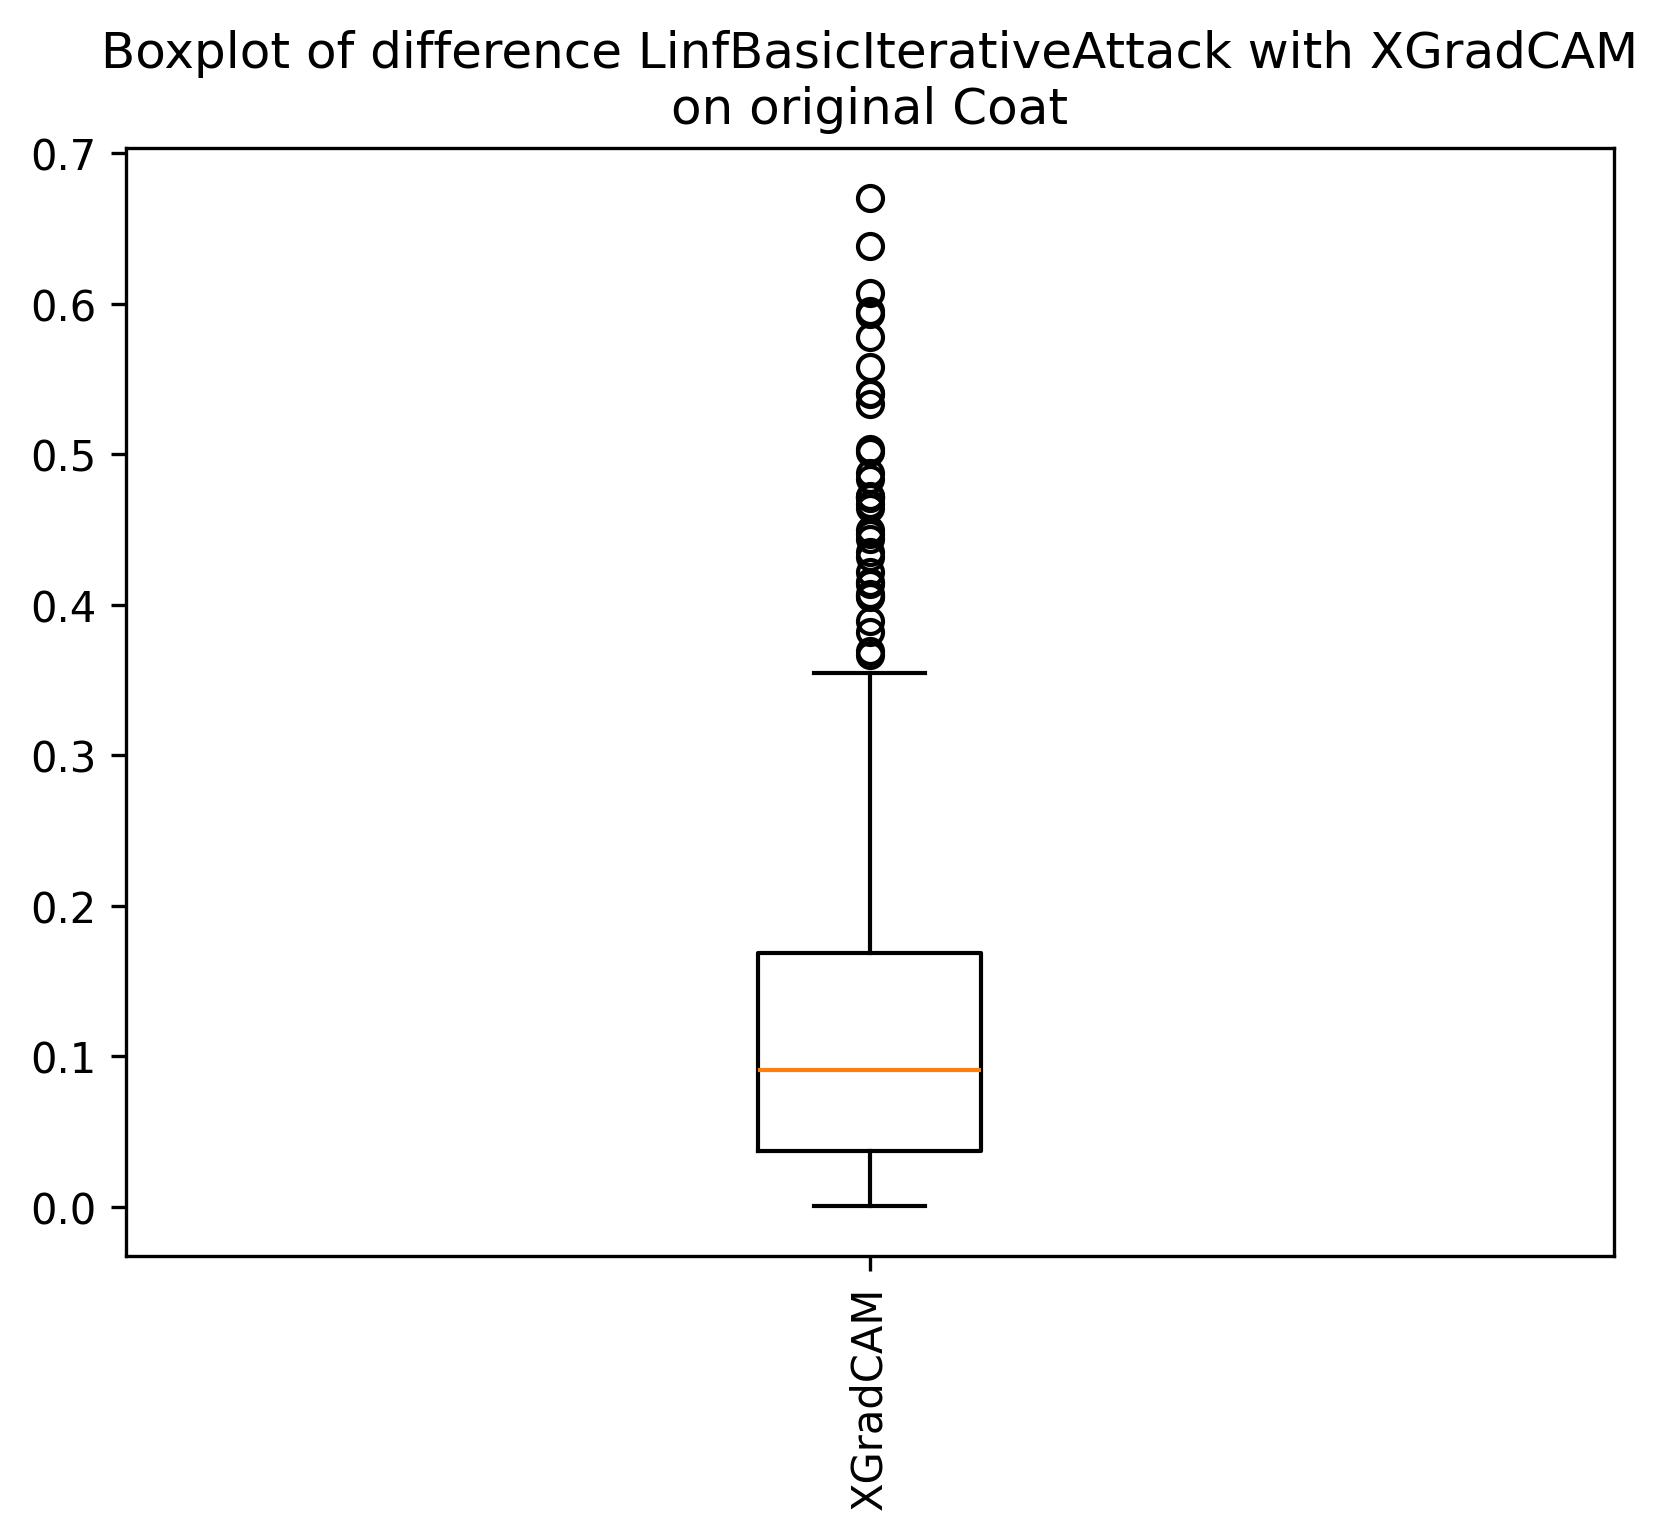 Boxplot of difference LinfBasicIterativeAttack with XGradCAM
on original Coat
0.7
0.6
0.5
0.4
0.3
0.2
0.1
0.0
XGradCAM